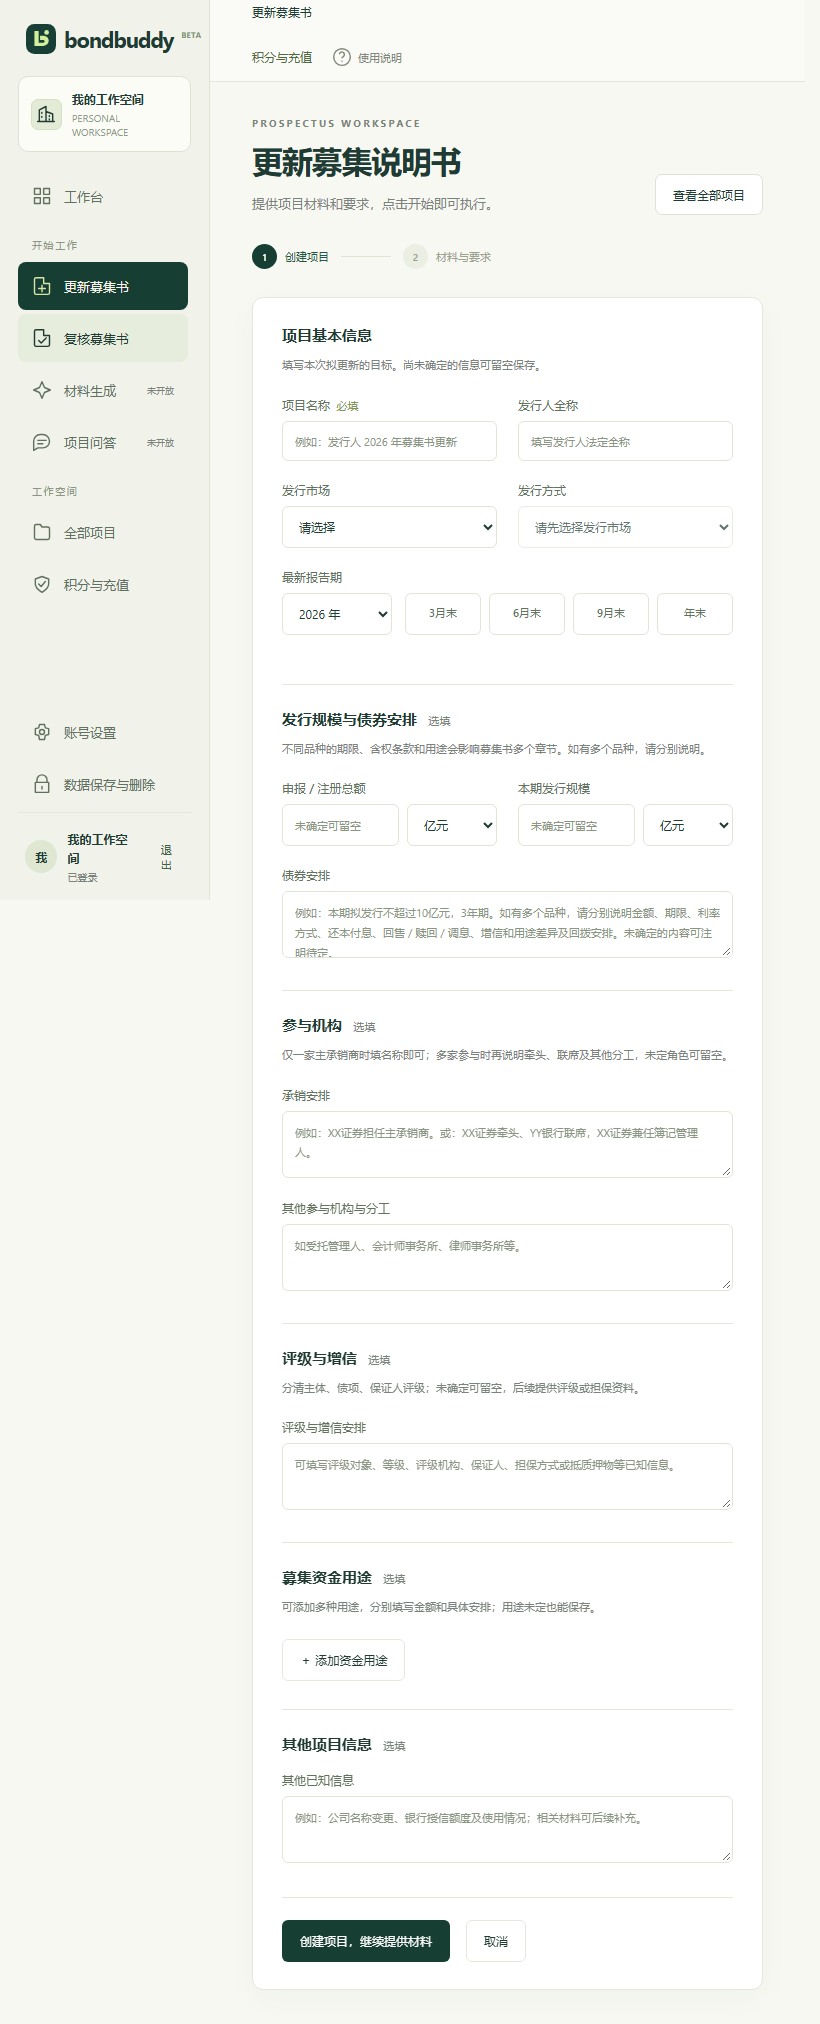 bondbuddy BETA
我的工作空间
PERSONAL
WORKSPACE
工作台
开始工作
更新募集书
复核募集书
材料生成 未开放
项目问答 未开放
工作空间
全部项目
积分与充值
账号设置
数据保存与删除
我
我的工作空
间
已登录
退
出
更新募集书
积分与充值 ? 使用说明
PROSPECTUS WORKSPACE
更新募集说明书
提供项目材料和要求，点击开始即可执行。
查看全部项目
1 创建项目 2 材料与要求
项目基本信息
填写本次拟更新的目标。尚未确定的信息可留空保存。
项目名称 必填 发行人全称
例如：发行人 2026 年募集书更新 填写发行人法定全称
发行市场 发行方式
请选择 请先选择发行市场
最新报告期
2026 年 3月末 6月末 9月末 年末
发行规模与债券安排 选填
不同品种的期限、含权条款和用途会影响募集书多个章节。如有多个品种，请分别说明。
申报 / 注册总额 本期发行规模
未确定可留空 亿元 未确定可留空 亿元
债券安排
例如：本期拟发行不超过10亿元，3年期。如有多个品种，请分别说明金额、期限、利率
方式、还本付息、回售 / 赎回 / 调息、增信和用途差异及回拨安排。未确定的内容可注
明待定。
参与机构 选填
仅一家主承销商时填名称即可；多家参与时再说明牵头、联席及其他分工，未定角色可留空。
承销安排
例如：XX证券担任主承销商。或：XX证券牵头、YY银行联席，XX证券兼任簿记管理
人。
其他参与机构与分工
如受托管理人、会计师事务所、律师事务所等。
评级与增信 选填
分清主体、债项、保证人评级；未确定可留空，后续提供评级或担保资料。
评级与增信安排
可填写评级对象、等级、评级机构、保证人、担保方式或抵质押物等已知信息。
募集资金用途 选填
可添加多种用途，分别填写金额和具体安排；用途未定也能保存。
+ 添加资金用途
其他项目信息 选填
其他已知信息
例如：公司名称变更、银行授信额度及使用情况；相关材料可后续补充。
创建项目，继续提供材料 取消